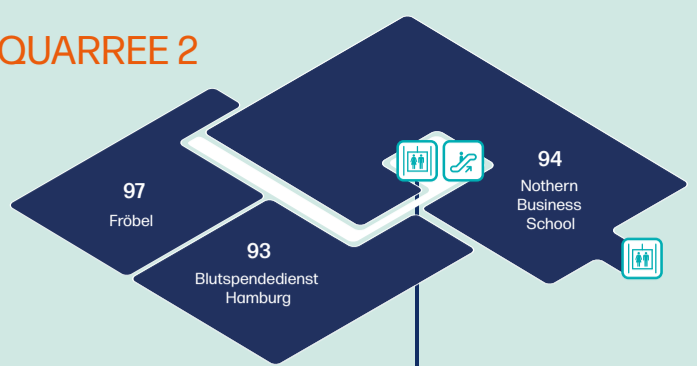 QUARREE 2
97
Fröbel
93
Blutspendedienst
Hamburg
94
Nothern
Business
School